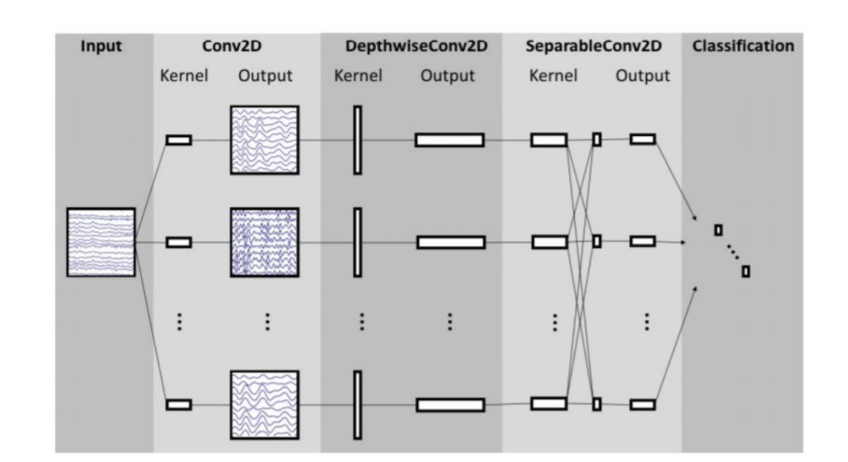 Input Conv2D DepthwiseConv2D SeparableConv2D Classification
Kernel Output Kernel Output Kernel Output